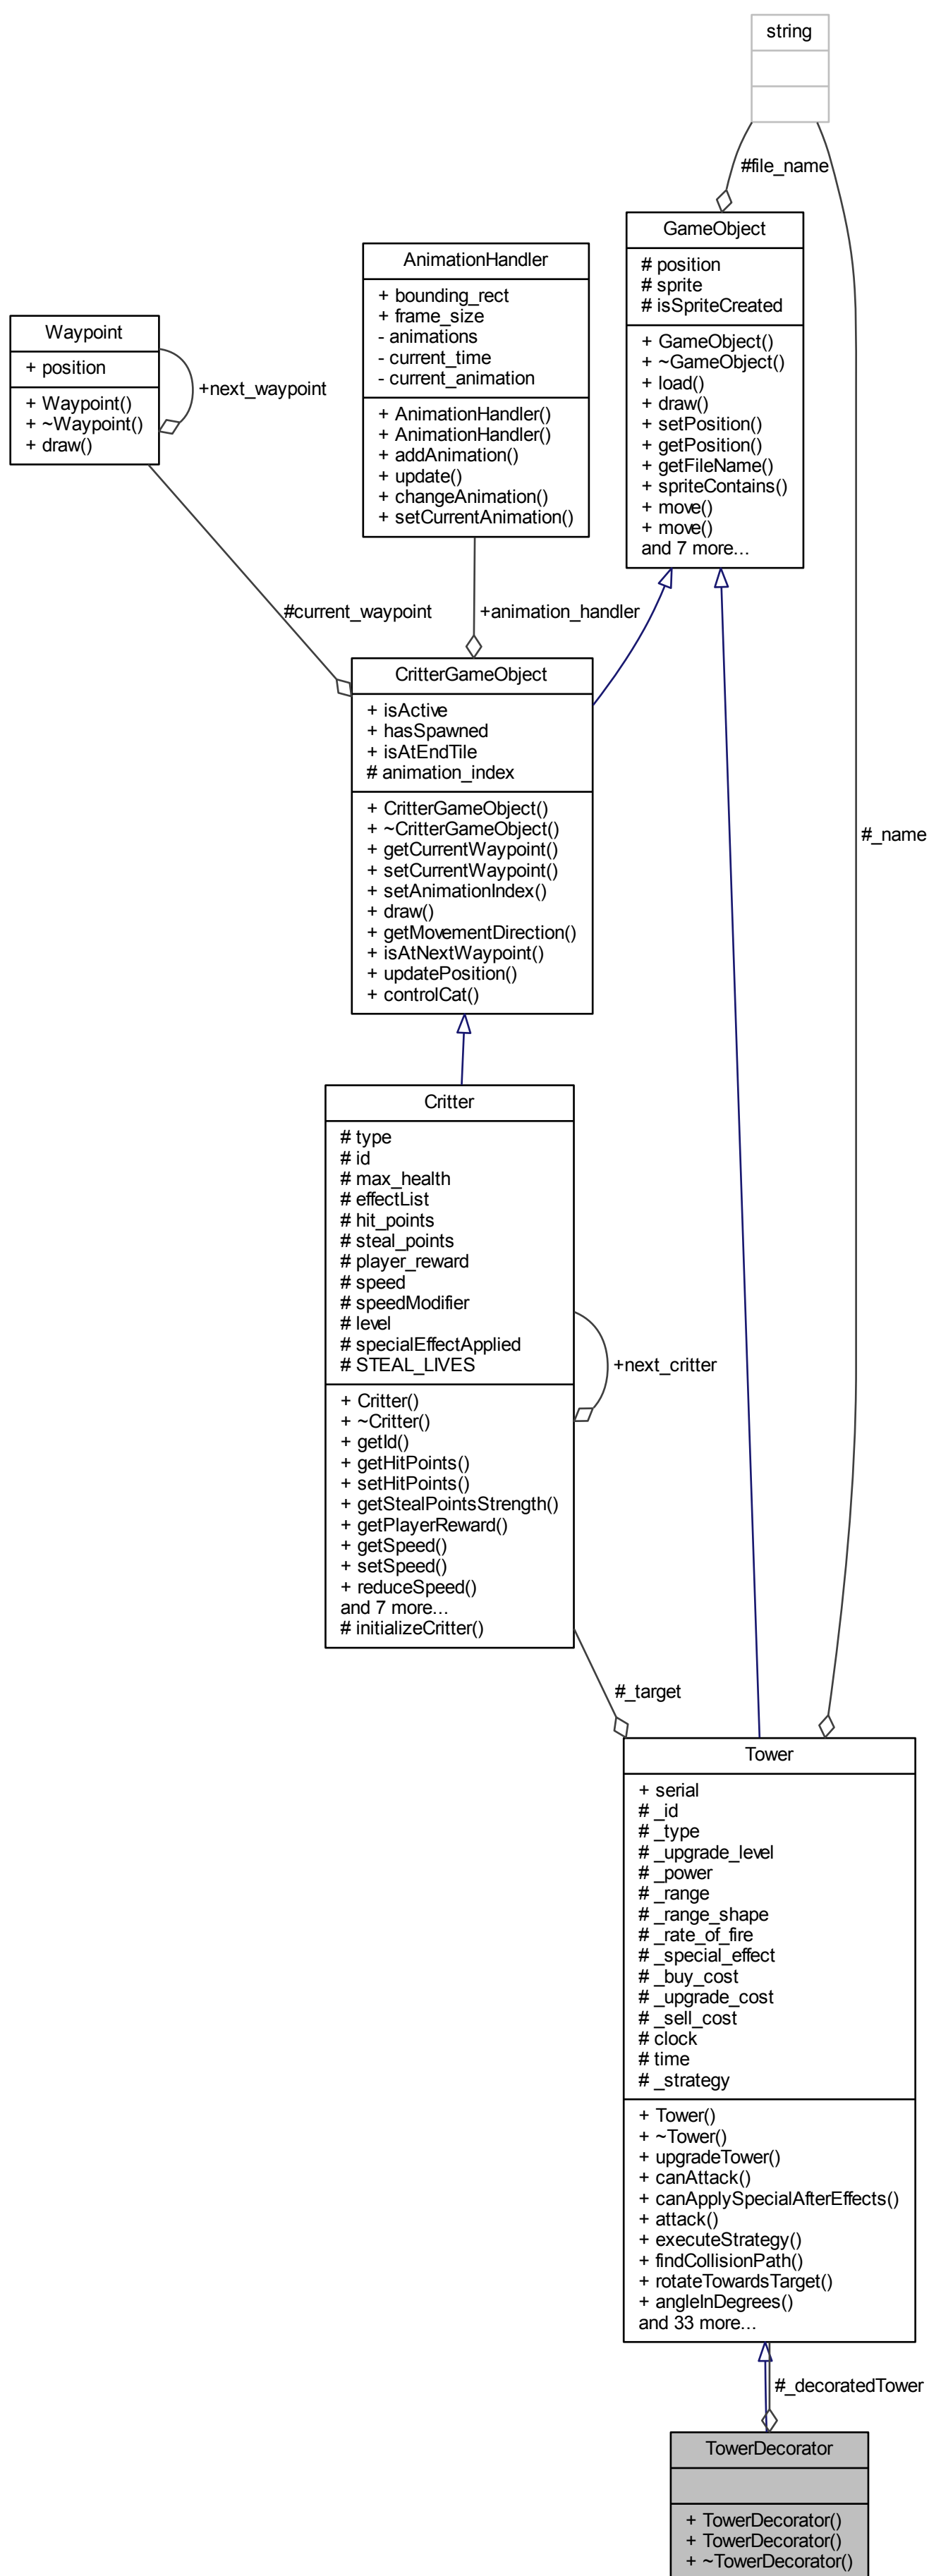 string
#file_name
GameObject
# position
# sprite
# isSpriteCreated
+ GameObject()
+ ~GameObject()
+ load()
+ draw()
+ setPosition()
+ getPosition()
+ getFileName()
+ spriteContains()
+ move()
+ move()
and 7 more...
AnimationHandler
+ bounding_rect
+ frame_size
- animations
- current_time
- current_animation
+ AnimationHandler()
+ AnimationHandler()
+ addAnimation()
+ update()
+ changeAnimation()
+ setCurrentAnimation()
Waypoint
+ position
+ Waypoint()
+ ~Waypoint()
+ draw()
+next_waypoint
#current_waypoint
+animation_handler
CritterGameObject
+ isActive
+ hasSpawned
+ isAtEndTile
# animation_index
+ CritterGameObject()
+ ~CritterGameObject()
+ getCurrentWaypoint()
+ setCurrentWaypoint()
+ setAnimationIndex()
+ draw()
+ getMovementDirection()
+ isAtNextWaypoint()
+ updatePosition()
+ controlCat()
#_name
Critter
# type
# id
# max_health
# effectList
# hit_points
# steal_points
# player_reward
# speed
# speedModifier
# level
# specialEffectApplied
# STEAL_LIVES
+ Critter()
+ ~Critter()
+ getId()
+ getHitPoints()
+ setHitPoints()
+ getStealPointsStrength()
+ getPlayerReward()
+ getSpeed()
+ setSpeed()
+ reduceSpeed()
and 7 more...
# initializeCritter()
+next_critter
#_target
Tower
+ serial
# _id
# _type
# _upgrade_level
# _power
# _range
# _range_shape
# _rate_of_fire
# _special_effect
# _buy_cost
# _upgrade_cost
# _sell_cost
# clock
# time
# _strategy
+ Tower()
+ ~Tower()
+ upgradeTower()
+ canAttack()
+ canApplySpecialAfterEffects()
+ attack()
+ executeStrategy()
+ findCollisionPath()
+ rotateTowardsTarget()
+ angleInDegrees()
and 33 more...
#_decoratedTower
TowerDecorator
+ TowerDecorator()
+ TowerDecorator()
+ ~TowerDecorator()